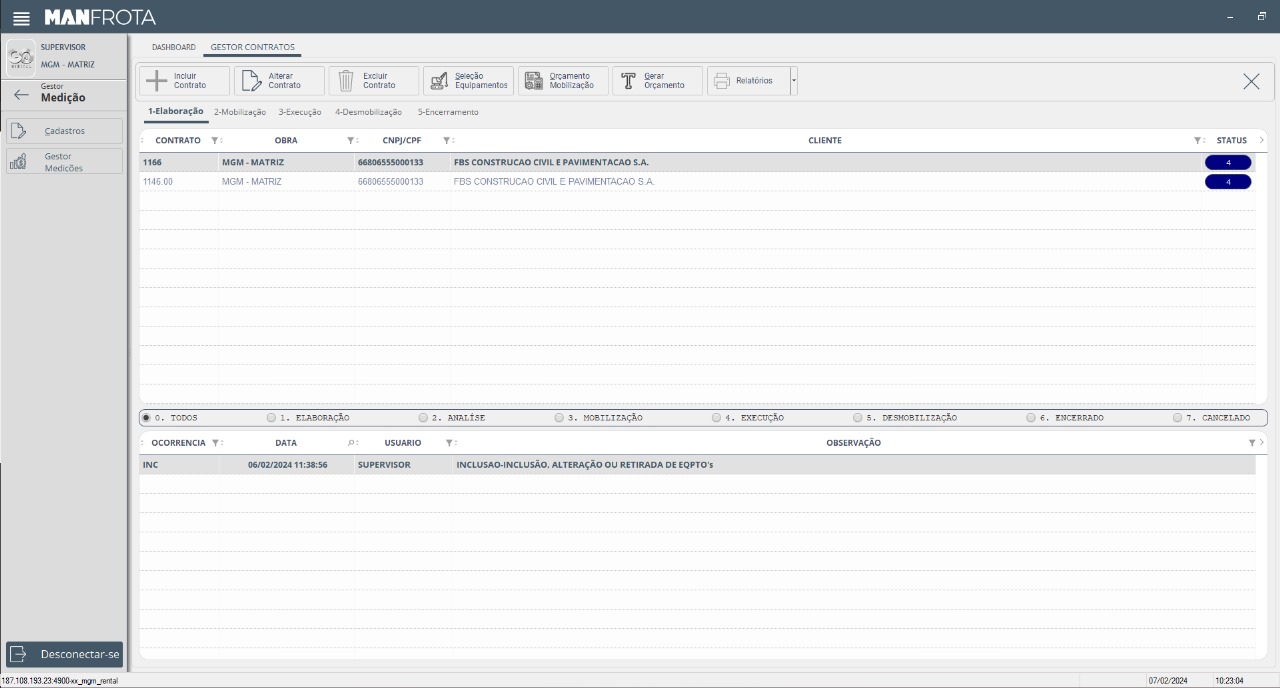 MANFROTA
SUPERVISOR
MGM - MATRIZ
Gestor
Medição
Cadastros
Gestor
Medicões
Desconectar-se
DASHBOARD GESTOR CONTRATOS
Incluir
Contrato
Alterar
Contrato
Excluir
Contrato
Seleção
Equipamentos
Orçamento
Mobilização
Gerar
Orçamento
Relatórios
1-Elaboração 2-Mobilização 3-Execução 4-Desmobilização 5-Encerramento
CONTRATO OBRA CNPJ/CPF CLIENTE STATUS
1166 MGM - MATRIZ 66806555000133 FBS CONSTRUCAO CIVIL E PAVIMENTACAO S.A. 4
1146.00 MGM - MATRIZ 66806555000133 FBS CONSTRUCAO CIVIL E PAVIMENTACAO S.A. 4
0. TODOS 1. ELABORAÇÃO 2. ANALÍSE 3. MOBILIZAÇÃO 4. EXECUÇÃO 5. DESMOBILIZAÇÃO 6. ENCERRADO 7. CANCELADO
OCORRENCIA DATA USUARIO OBSERVAÇÃO
INC 06/02/2024 11:38:56 SUPERVISOR INCLUSAO-INCLUSÃO, ALTERAÇÃO OU RETIRADA DE EQPTO's
187.108.193.23:4900-xx_mgm_rental 07/02/2024 10:23:04